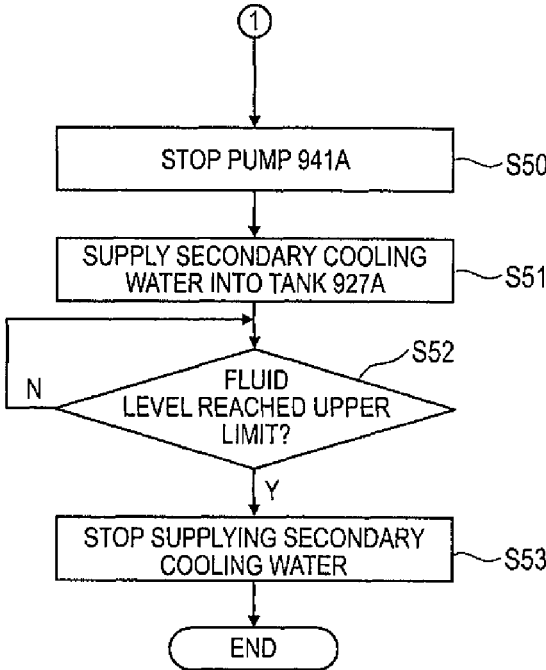 1
STOP PUMP 941A
S50
SUPPLY SECONDARY COOLING
WATER INTO TANK 927A
S51
S52
FLUID
LEVEL REACHED UPPER
LIMIT?
N
Y
STOP SUPPLYING SECONDARY
COOLING WATER
S53
END